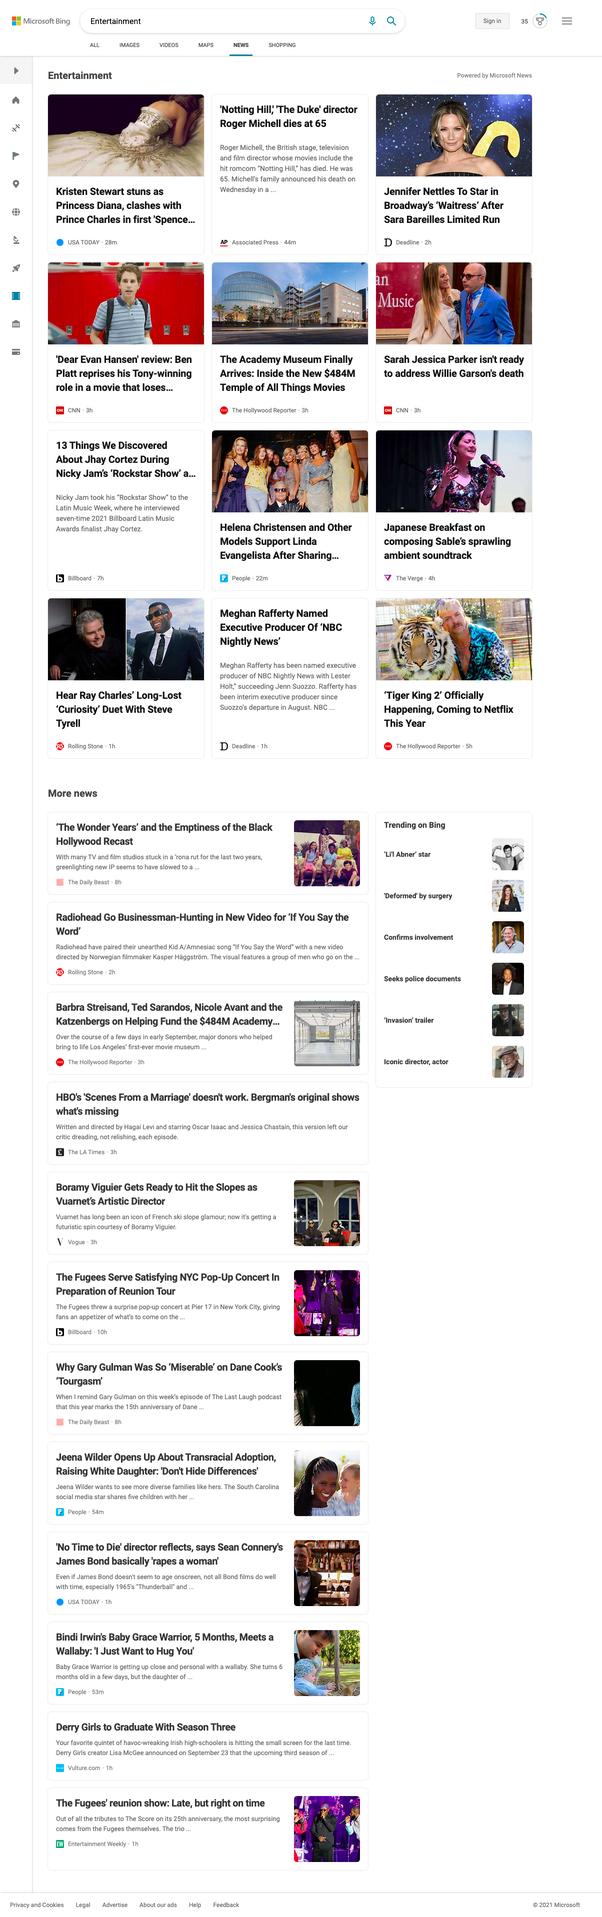 Microsoft Bing
Entertainment
Sign in
35
ALL
IMAGES
VIDEOS
MAPS
NEWS
SHOPPING
Entertainment
Powered by Microsoft News
Kristen Stewart stuns as
Princess Diana, clashes with
Prince Charles in first 'Spence...
USA TODAY · 28m
'Notting Hill,' 'The Duke' director
Roger Michell dies at 65
Roger Michell, the British stage, television
and film director whose movies include the
hit romcom "Notting Hill," has died. He was
65. Michell's family announced his death on
Wednesday in a ...
AP
Associated Press · 44m
Jennifer Nettles To Star in
Broadway's 'Waitress' After
Sara Bareilles Limited Run
Deadline · 2h
'Dear Evan Hansen' review: Ben
Platt reprises his Tony-winning
role in a movie that loses...
CNN · 3h
The Academy Museum Finally
Arrives: Inside the New $484M
Temple of All Things Movies
The Hollywood Reporter · 3h
an
Music
Sarah Jessica Parker isn't ready
to address Willie Garson's death
CNN · 3h
13 Things We Discovered
About Jhay Cortez During
Nicky Jam's 'Rockstar Show' a...
Nicky Jam took his "Rockstar Show" to the
Latin Music Week, where he interviewed
seven-time 2021 Billboard Latin Music
Awards finalist Jhay Cortez.
Billboard · 7h
Helena Christensen and Other
Models Support Linda
Evangelista After Sharing...
People · 22m
Japanese Breakfast on
composing Sable's sprawling
ambient soundtrack
The Verge · 4h
Hear Ray Charles' Long-Lost
'Curiosity' Duet With Steve
Tyrell
Rolling Stone · 1h
Meghan Rafferty Named
Executive Producer Of 'NBC
Nightly News'
Meghan Rafferty has been named executive
producer of NBC Nightly News with Lester
Holt," succeeding Jenn Suozzo. Rafferty has
been interim executive producer since
Suozzo's departure in August. NBC ...
Deadline · 1h
'Tiger King 2' Officially
Happening, Coming to Netflix
This Year
The Hollywood Reporter · 5h
More news
'The Wonder Years' and the Emptiness of the Black
Hollywood Recast
With many TV and film studios stuck in a 'rona rut for the last two years,
greenlighting new IP seems to have slowed to a ...
The Daily Beast · 8h
Radiohead Go Businessman-Hunting in New Video for 'If You Say the
Word'
Radiohead have paired their unearthed Kid A/Amnesiac song "If You Say the Word" with a new video
directed by Norwegian filmmaker Kasper Häggström. The visual features a group of men who go on the ...
Rolling Stone · 2h
Barbra Streisand, Ted Sarandos, Nicole Avant and the
Katzenbergs on Helping Fund the $484M Academy...
Over the course of a few days in early September, major donors who helped
bring to life Los Angeles' first-ever movie museum ...
The Hollywood Reporter · 3h
HBO's 'Scenes From a Marriage' doesn't work. Bergman's original shows
what's missing
Written and directed by Hagai Levi and starring Oscar Isaac and Jessica Chastain, this version left our
critic dreading, not relishing, each episode.
The LA Times · 3h
Boramy Viguier Gets Ready to Hit the Slopes as
Vuarnet's Artistic Director
Vuarnet has long been an icon of French ski slope glamour; now it's getting a
futuristic spin courtesy of Boramy Viguier.
Vogue · 3h
The Fugees Serve Satisfying NYC Pop-Up Concert In
Preparation of Reunion Tour
The Fugees threw a surprise pop-up concert at Pier 17 in New York City, giving
fans an appetizer of what's to come on the ...
Billboard · 10h
Why Gary Gulman Was So 'Miserable' on Dane Cook's
'Tourgasm'
When I remind Gary Gulman on this week's episode of The Last Laugh podcast
that this year marks the 15th anniversary of Dane ...
The Daily Beast · 8h
Jeena Wilder Opens Up About Transracial Adoption,
Raising White Daughter: 'Don't Hide Differences'
Jeena Wilder wants to see more diverse families like hers. The South Carolina
social media star shares five children with her ...
People · 54m
'No Time to Die' director reflects, says Sean Connery's
James Bond basically 'rapes a woman'
Even if James Bond doesn't seem to age onscreen, not all Bond films do well
with time, especially 1965's "Thunderball" and ...
USA TODAY · 1h
Bindi Irwin's Baby Grace Warrior, 5 Months, Meets a
Wallaby: 'I Just Want to Hug You'
Baby Grace Warrior is getting up close and personal with a wallaby. She turns 6
months old in a few days, but the daughter of ...
People · 53m
Derry Girls to Graduate With Season Three
Your favorite quintet of havoc-wreaking Irish high-schoolers is hitting the small screen for the last time.
Derry Girls creator Lisa McGee announced on September 23 that the upcoming third season of ...
Vulture.com · 1h
The Fugees' reunion show: Late, but right on time
Out of all the tributes to The Score on its 25th anniversary, the most surprising
comes from the Fugees themselves. The trio ...
Entertainment Weekly · 1h
Trending on Bing
'Li'l Abner' star
'Deformed' by surgery
Confirms involvement
Seeks police documents
'Invasion' trailer
Iconic director, actor
Privacy and Cookies
Legal
Advertise
About our ads
Help
Feedback
© 2021 Microsoft